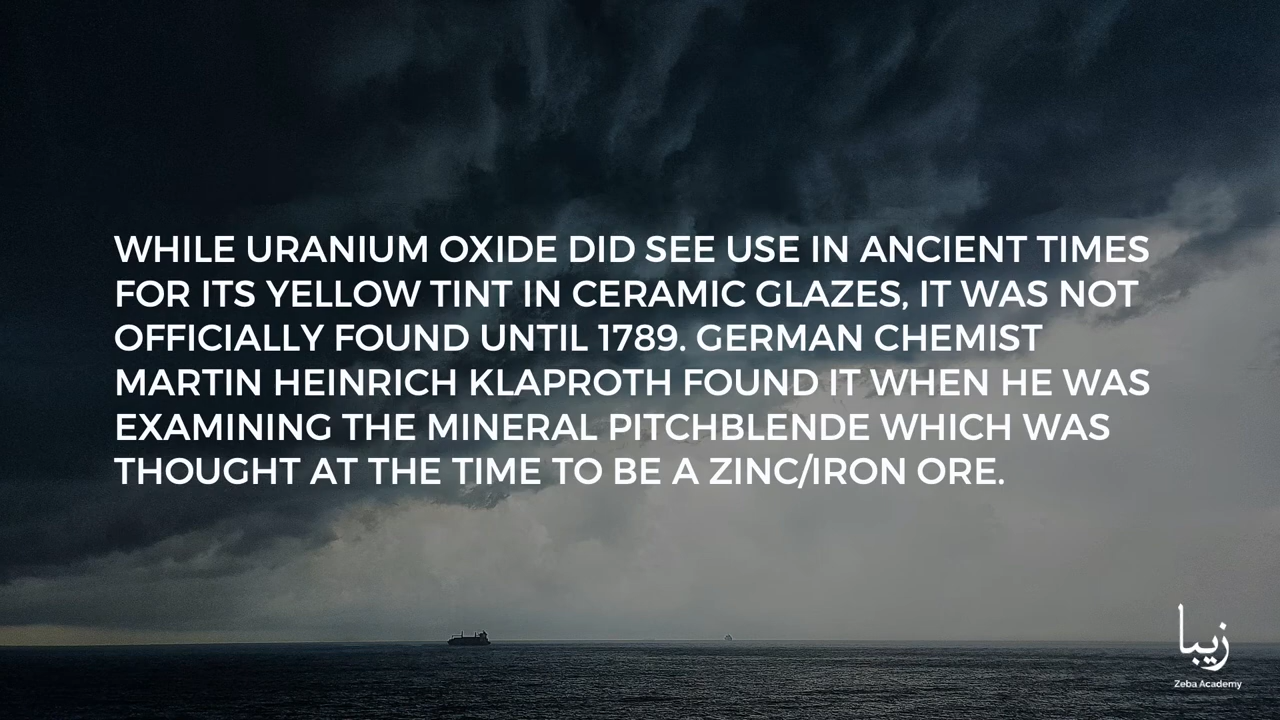 WHILE URANIUM OXIDE DID SEE USE IN ANCIENT TIMES
FOR ITS YELLOW TINT IN CERAMIC GLAZES, IT WAS NOT
OFFICIALLY FOUND UNTIL 1789. GERMAN CHEMIST
MARTIN HEINRICH KLAPROTH FOUND IT WHEN HE WAS
EXAMINING THE MINERAL PITCHBLENDE WHICH WAS
THOUGHT AT THE TIME TO BE A ZINC/IRON ORE.
زيبا
Zeba Academy